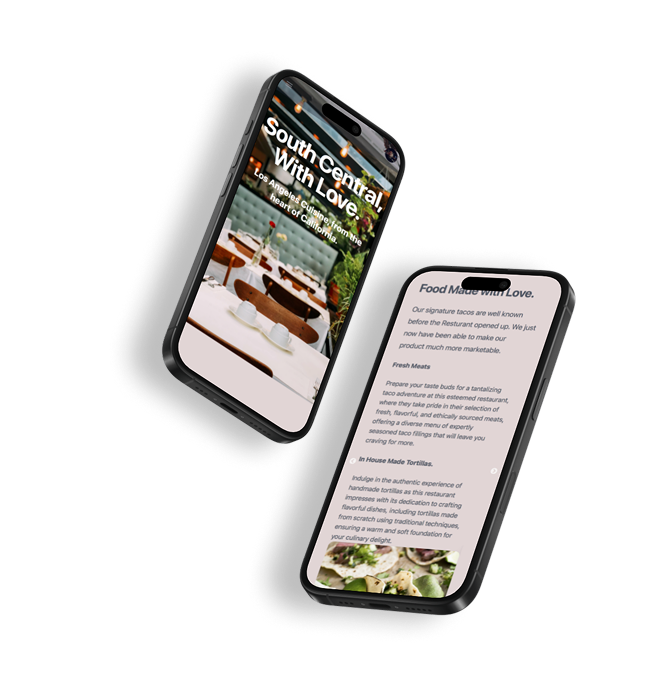 South Central,
With Love.
Los Angeles Cuisine, from the
heart of California.
Food Made with Love.
Our signature tacos are well known
before the Resturant opened up. We just
now have been able to make our
product much more marketable.
Fresh Meats
Prepare your taste buds for a tantalizing
taco adventure at this esteemed restaurant,
where they take pride in their selection of
fresh, flavorful, and ethically sourced meats,
offering a diverse menu of expertly
seasoned taco fillings that will leave you
craving for more.
In House Made Tortillas.
Indulge in the authentic experience of
handmade tortillas as this restaurant
impresses with its dedication to crafting
flavorful dishes, including tortillas made
from scratch using traditional techniques,
ensuring a warm and soft foundation for
your culinary delight.